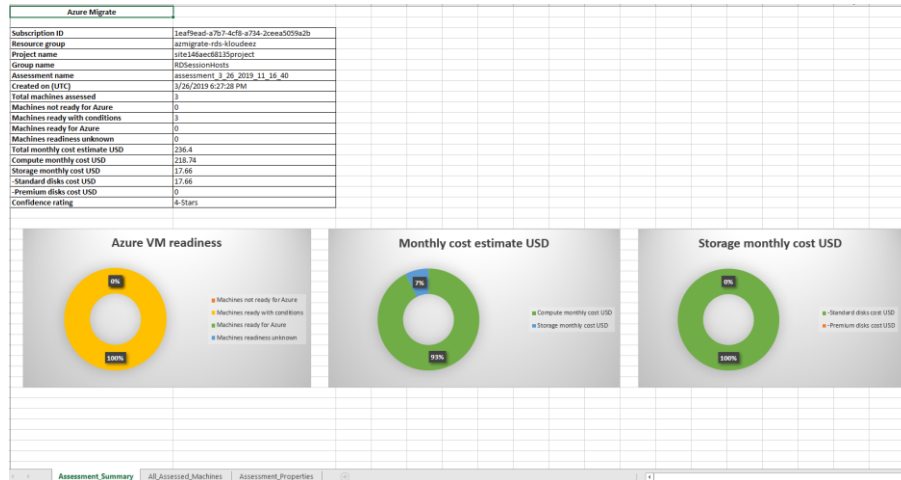 Azure Migrate
Subscription ID 1eaf9ead-a7b7-4cf8-a734-2ceea5059a2b
Resource group azmigrate-rds-kloudeez
Project name site146aec68135project
Group name RDSessionHosts
Assessment name assessment_3_26_2019_11_16_40
Created on (UTC) 3/26/2019 6:27:28 PM
Total machines assessed 3
Machines not ready for Azure 0
Machines ready with conditions 3
Machines ready for Azure 0
Machines readiness unknown 0
Total monthly cost estimate USD 236.4
Compute monthly cost USD 218.74
Storage monthly cost USD 17.66
-Standard disks cost USD 17.66
-Premium disks cost USD 0
Confidence rating 4-Stars
Azure VM readiness
0%
100%
Machines not ready for Azure
Machines ready with conditions
Machines ready for Azure
Machines readiness unknown
Monthly cost estimate USD
7%
93%
Compute monthly cost USD
Storage monthly cost USD
Storage monthly cost USD
0%
100%
-Standard disks cost USD
-Premium disks cost USD
Assessment_Summary All_Assessed_Machines Assessment_Properties